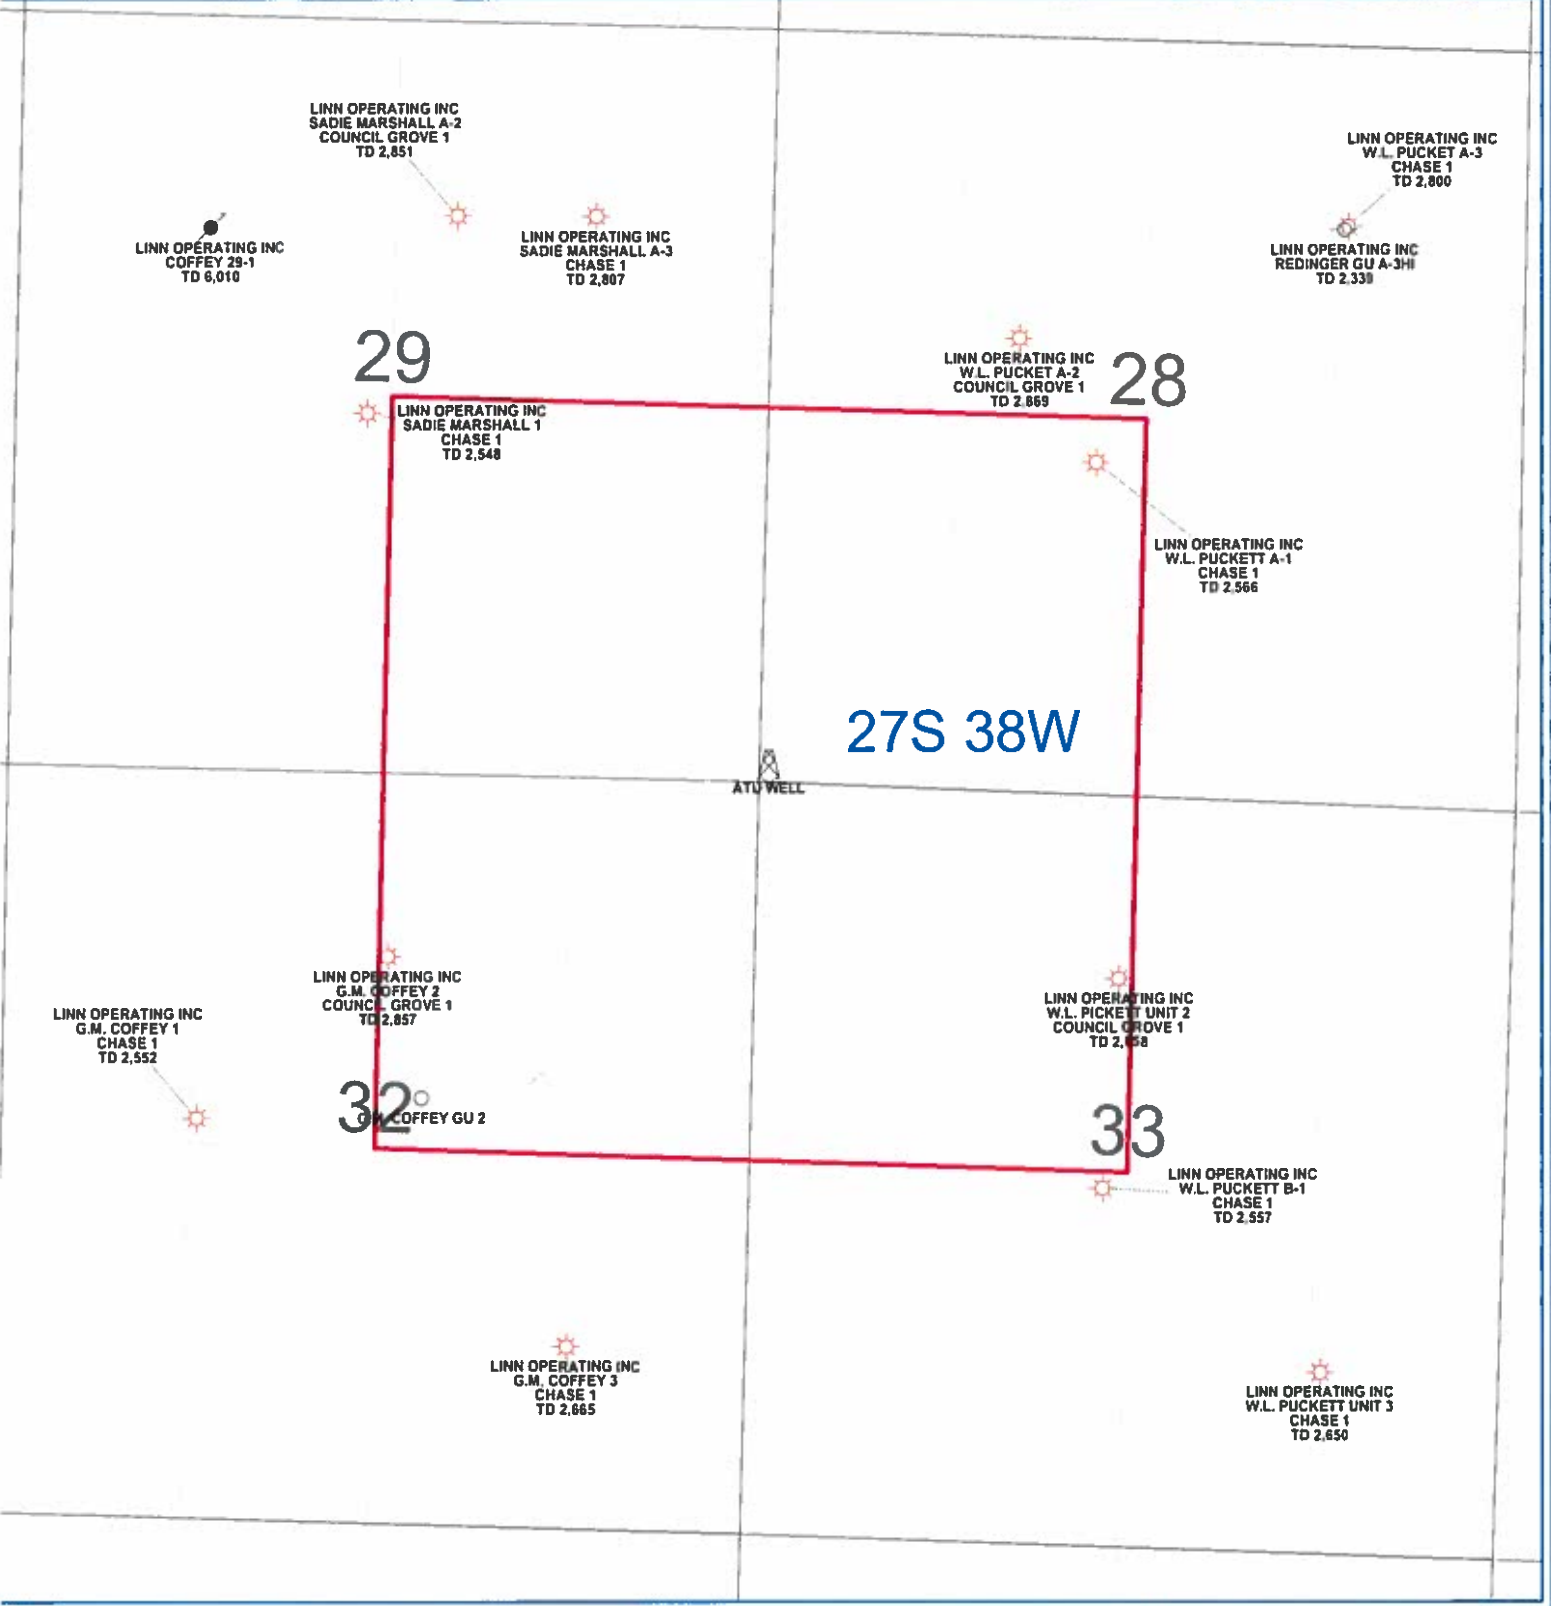 LINN OPERATING INC
SADIE MARSHALL A-2
COUNCIL GROVE 1
TD 2,851
LINN OPERATING INC
W.L. PUCKET A-3
CHASE 1
TD 2,800
LINN OPERATING INC
COFFEY 29-1
TD 6,010
LINN OPERATING INC
SADIE MARSHALL A-3
CHASE 1
TD 2,807
LINN OPERATING INC
REDINGER GU A-3HI
TD 2,339
29
LINN OPERATING INC
W.L. PUCKET A-2
COUNCIL GROVE 1
TD 2,869
28
LINN OPERATING INC
SADIE MARSHALL 1
CHASE 1
TD 2,548
LINN OPERATING INC
W.L. PUCKETT A-1
CHASE 1
TD 2,566
27S 38W
ATU WELL
LINN OPERATING INC
G.M. COFFEY 2
COUNCIL GROVE 1
TD 2,857
LINN OPERATING INC
G.M. COFFEY 1
CHASE 1
TD 2,552
LINN OPERATING INC
W.L. PICKETT UNIT 2
COUNCIL GROVE 1
TD
32
COFFEY GU 2
33
LINN OPERATING INC
W.L. PUCKETT B-1
CHASE 1
TD 2,557
LINN OPERATING INC
G.M. COFFEY 3
CHASE 1
TD 2,665
LINN OPERATING INC
W.L. PUCKETT UNIT 3
CHASE 1
TD 2,650